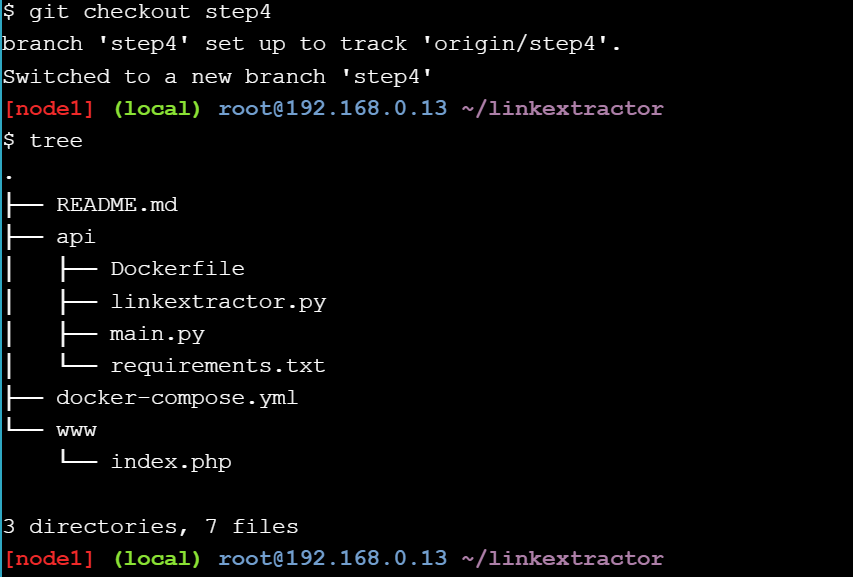 $ git checkout step4
branch 'step4' set up to track 'origin/step4'.
Switched to a new branch 'step4'
[node1] (local) root@192.168.0.13 ~/linkextractor
$ tree
.
├── README.md
├── api
│   ├── Dockerfile
│   ├── linkextractor.py
│   ├── main.py
│   └── requirements.txt
├── docker-compose.yml
└── www
    └── index.php

3 directories, 7 files
[node1] (local) root@192.168.0.13 ~/linkextractor